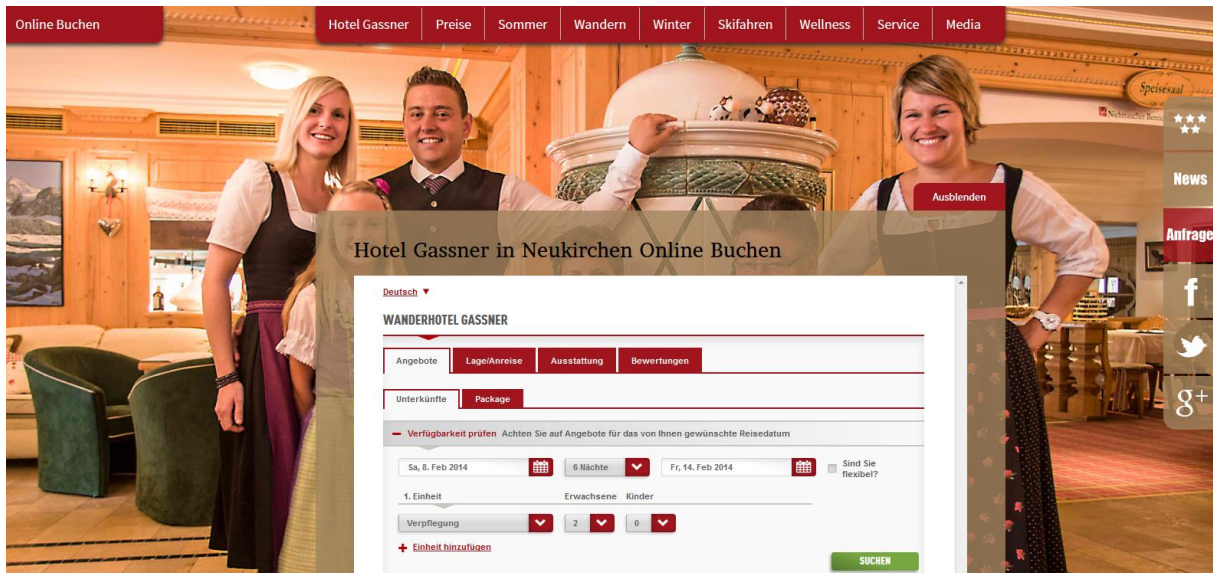 Online Buchen
Hotel Gassner
Preise
Sommer
Wandern
Winter
Skifahren
Wellness
Service
Media
Speisesaal
News
Ausblenden
Anfrage
Hotel Gassner in Neukirchen Online Buchen
Deutsch
WANDERHOTEL GASSNER
Angebote
Lage/Anreise
Ausstattung
Bewertungen
Unterkünfte
Package
Verfügbarkeit prüfen Achten Sie auf Angebote für das von Ihnen gewünschte Reisedatum
Sa, 8. Feb 2014
6 Nächte
Fr, 14. Feb 2014
Sind Sie
flexibel?
1. Einheit
Erwachsene
Kinder
Verpflegung
2
0
Einheit hinzufügen
SUCHEN
f
g+